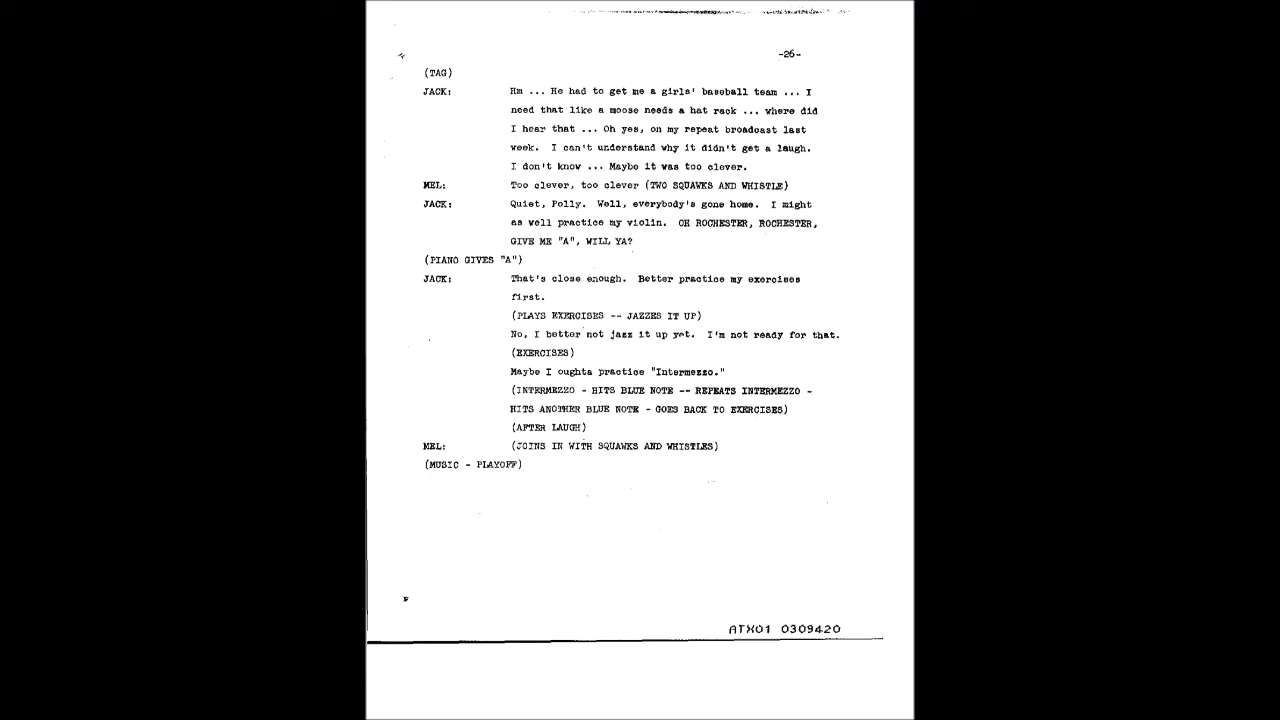 -26-
(TAG)
JACK: Hm ... He had to get me a girls' baseball team ... I
need that like a moose needs a hat rack ... where did
I hear that ... Oh yes, on my repeat broadcast last
week. I can't understand why it didn't get a laugh.
I don't know ... Maybe it was too clever.
MEL: Too clever, too clever (TWO SQUAWKS AND WHISTLE)
JACK: Quiet, Polly. Well, everybody's gone home. I might
as well practice my violin. OH ROCHESTER, ROCHESTER,
GIVE ME "A", WILL YA?
(PIANO GIVES "A")
JACK: That's close enough. Better practice my exercises
first.
(PLAYS EXERCISES -- JAZZES IT UP)
No, I better not jazz it up yet. I'm not ready for that.
(EXERCISES)
Maybe I oughta practice "Intermezzo."
(INTERMEZZO - HITS BLUE NOTE -- REPEATS INTERMEZZO -
HITS ANOTHER BLUE NOTE - GOES BACK TO EXERCISES)
(AFTER LAUGH)
MEL: (JOINS IN WITH SQUAWKS AND WHISTLES)
(MUSIC - PLAYOFF)
ATX01 0309420